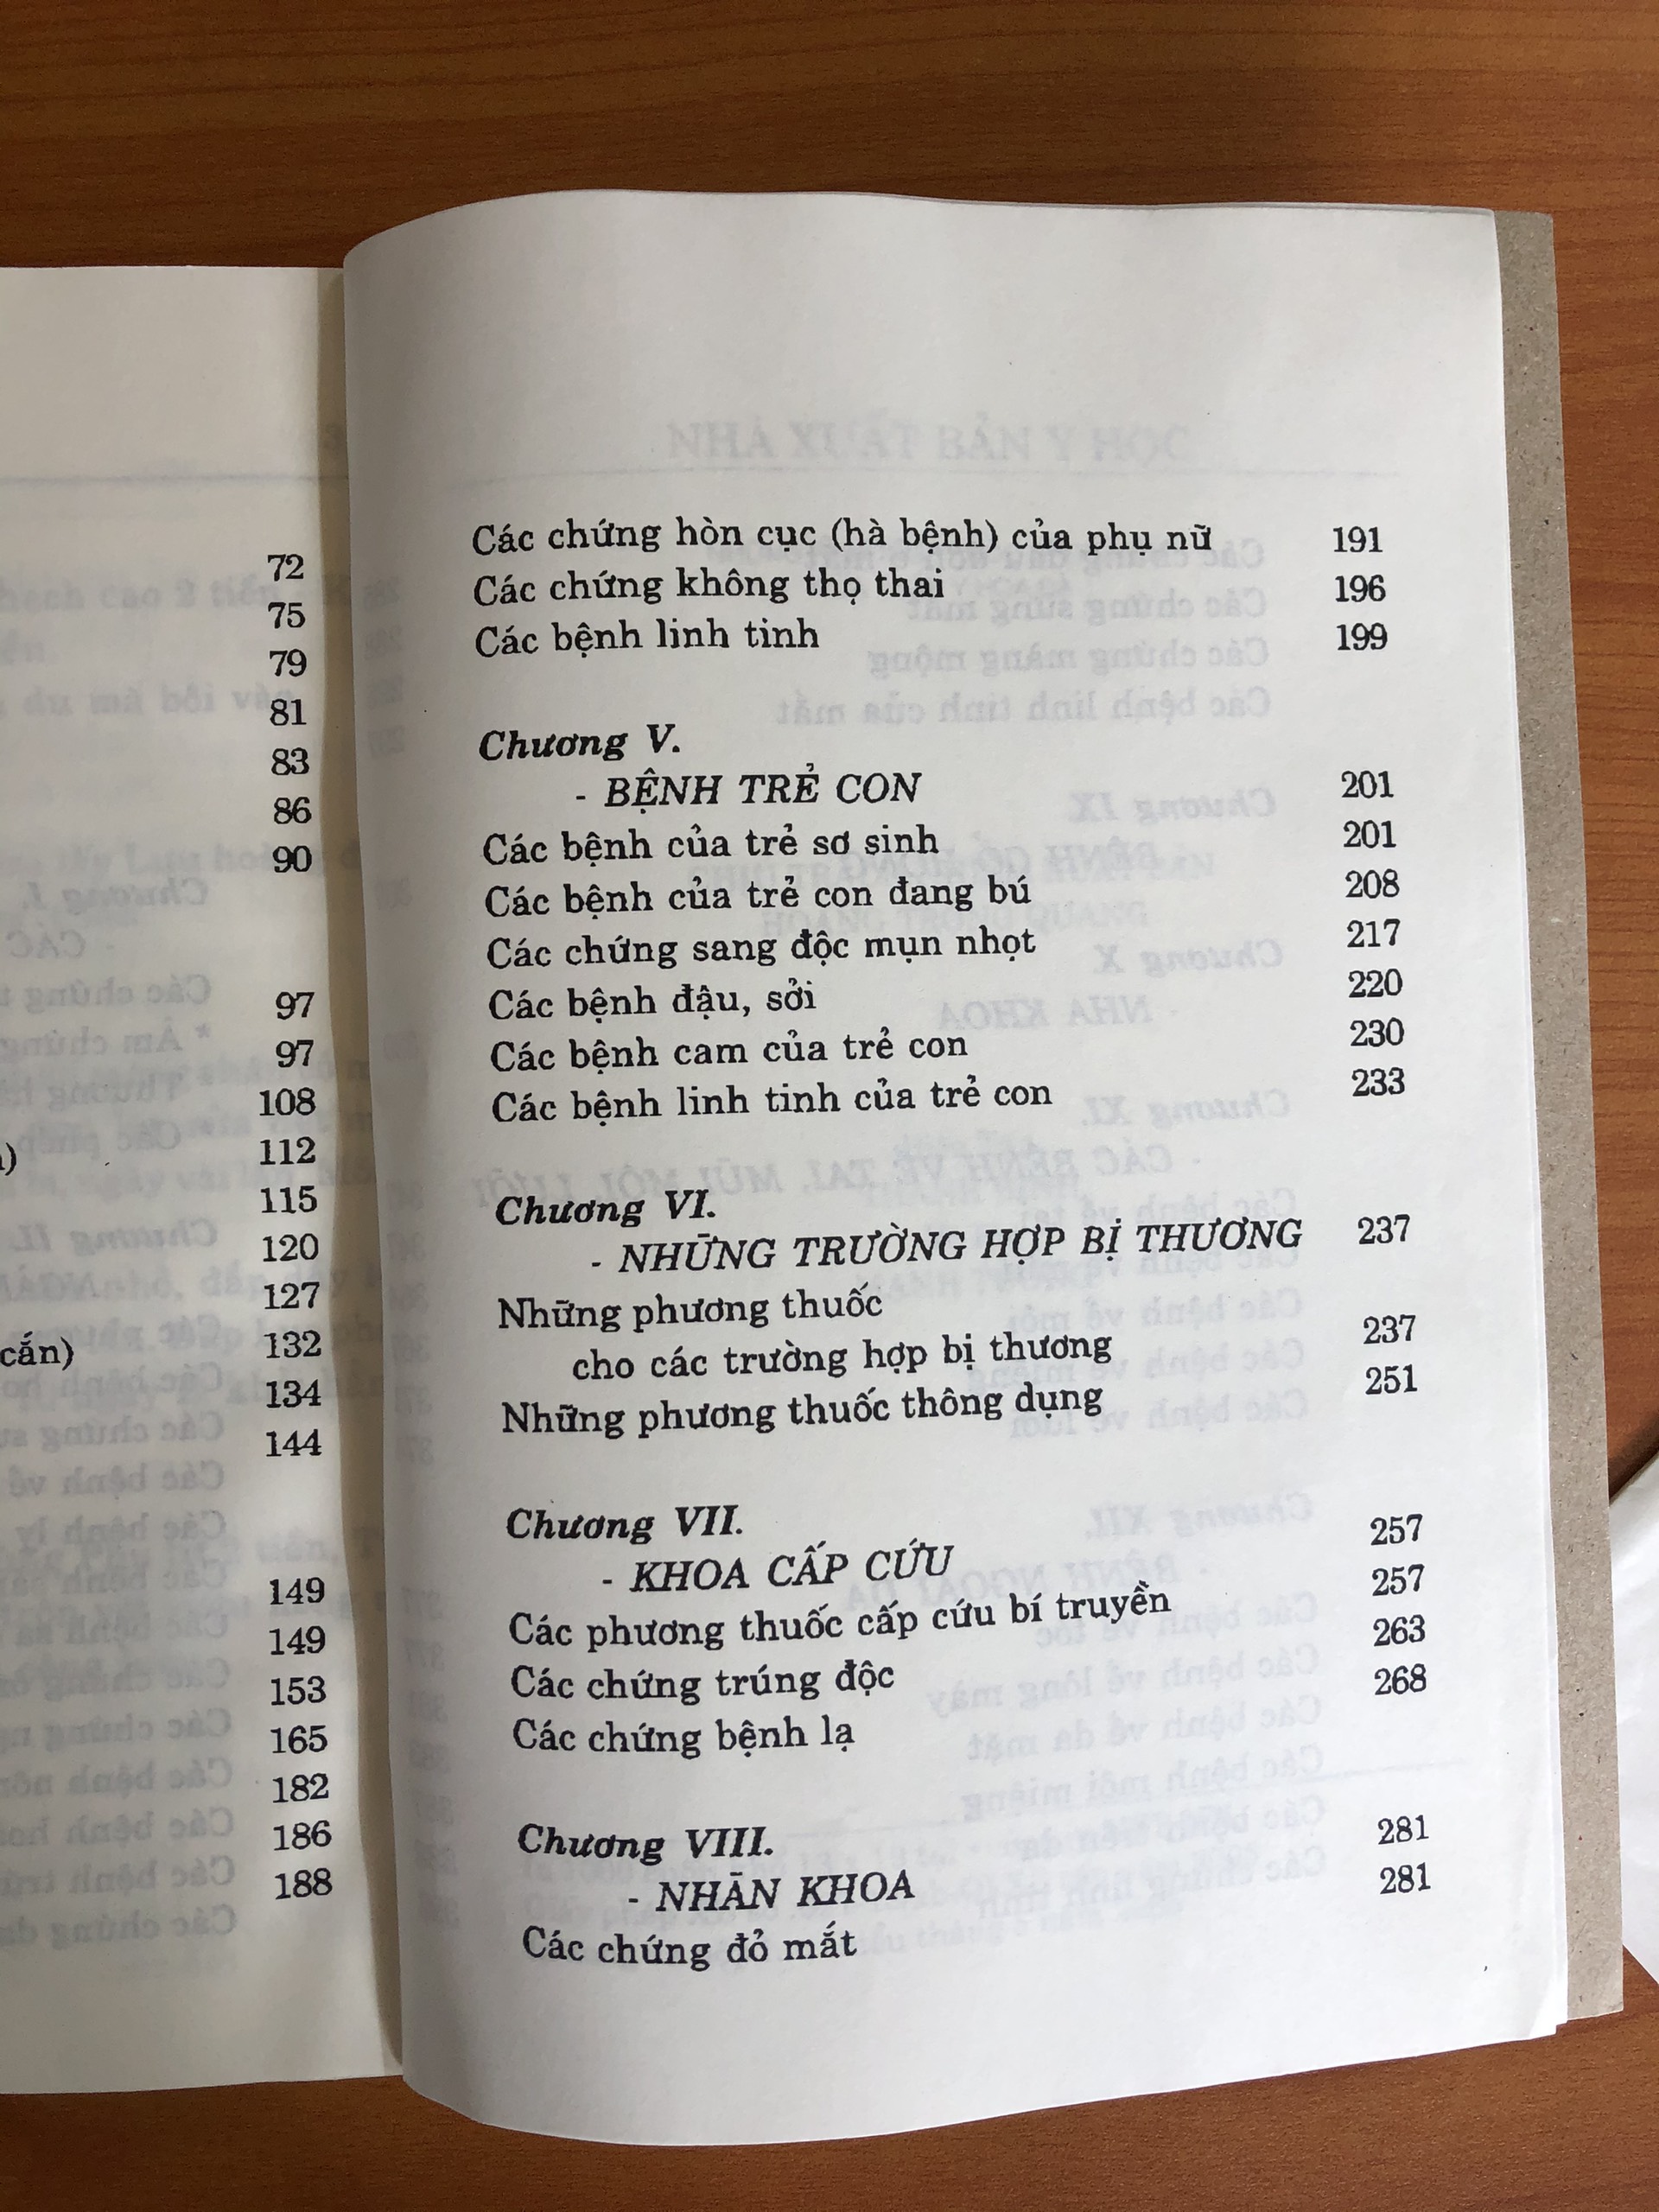 72
75
79
81
83
86
90
97
97
108
112
115
120
127
cắn) 132
134
144
149
149
153
165
182
186
188
Các chứng hòn cục (hà bệnh) của phụ nữ 191
Các chứng không thọ thai 196
Các bệnh linh tinh 199
Chương V.
- BỆNH TRẺ CON 201
Các bệnh của trẻ sơ sinh 201
Các bệnh của trẻ con đang bú 208
Các chứng sang độc mụn nhọt 217
Các bệnh đậu, sởi 220
Các bệnh cam của trẻ con 230
Các bệnh linh tinh của trẻ con 233
Chương VI.
- NHỮNG TRƯỜNG HỢP BỊ THƯƠNG 237
Những phương thuốc
cho các trường hợp bị thương 237
Những phương thuốc thông dụng 251
Chương VII.
- KHOA CẤP CỨU 257
Các phương thuốc cấp cứu bí truyền 257
Các chứng trúng độc 263
Các chứng bệnh lạ 268
Chương VIII.
- NHÃN KHOA 281
Các chứng đỏ mắt 281